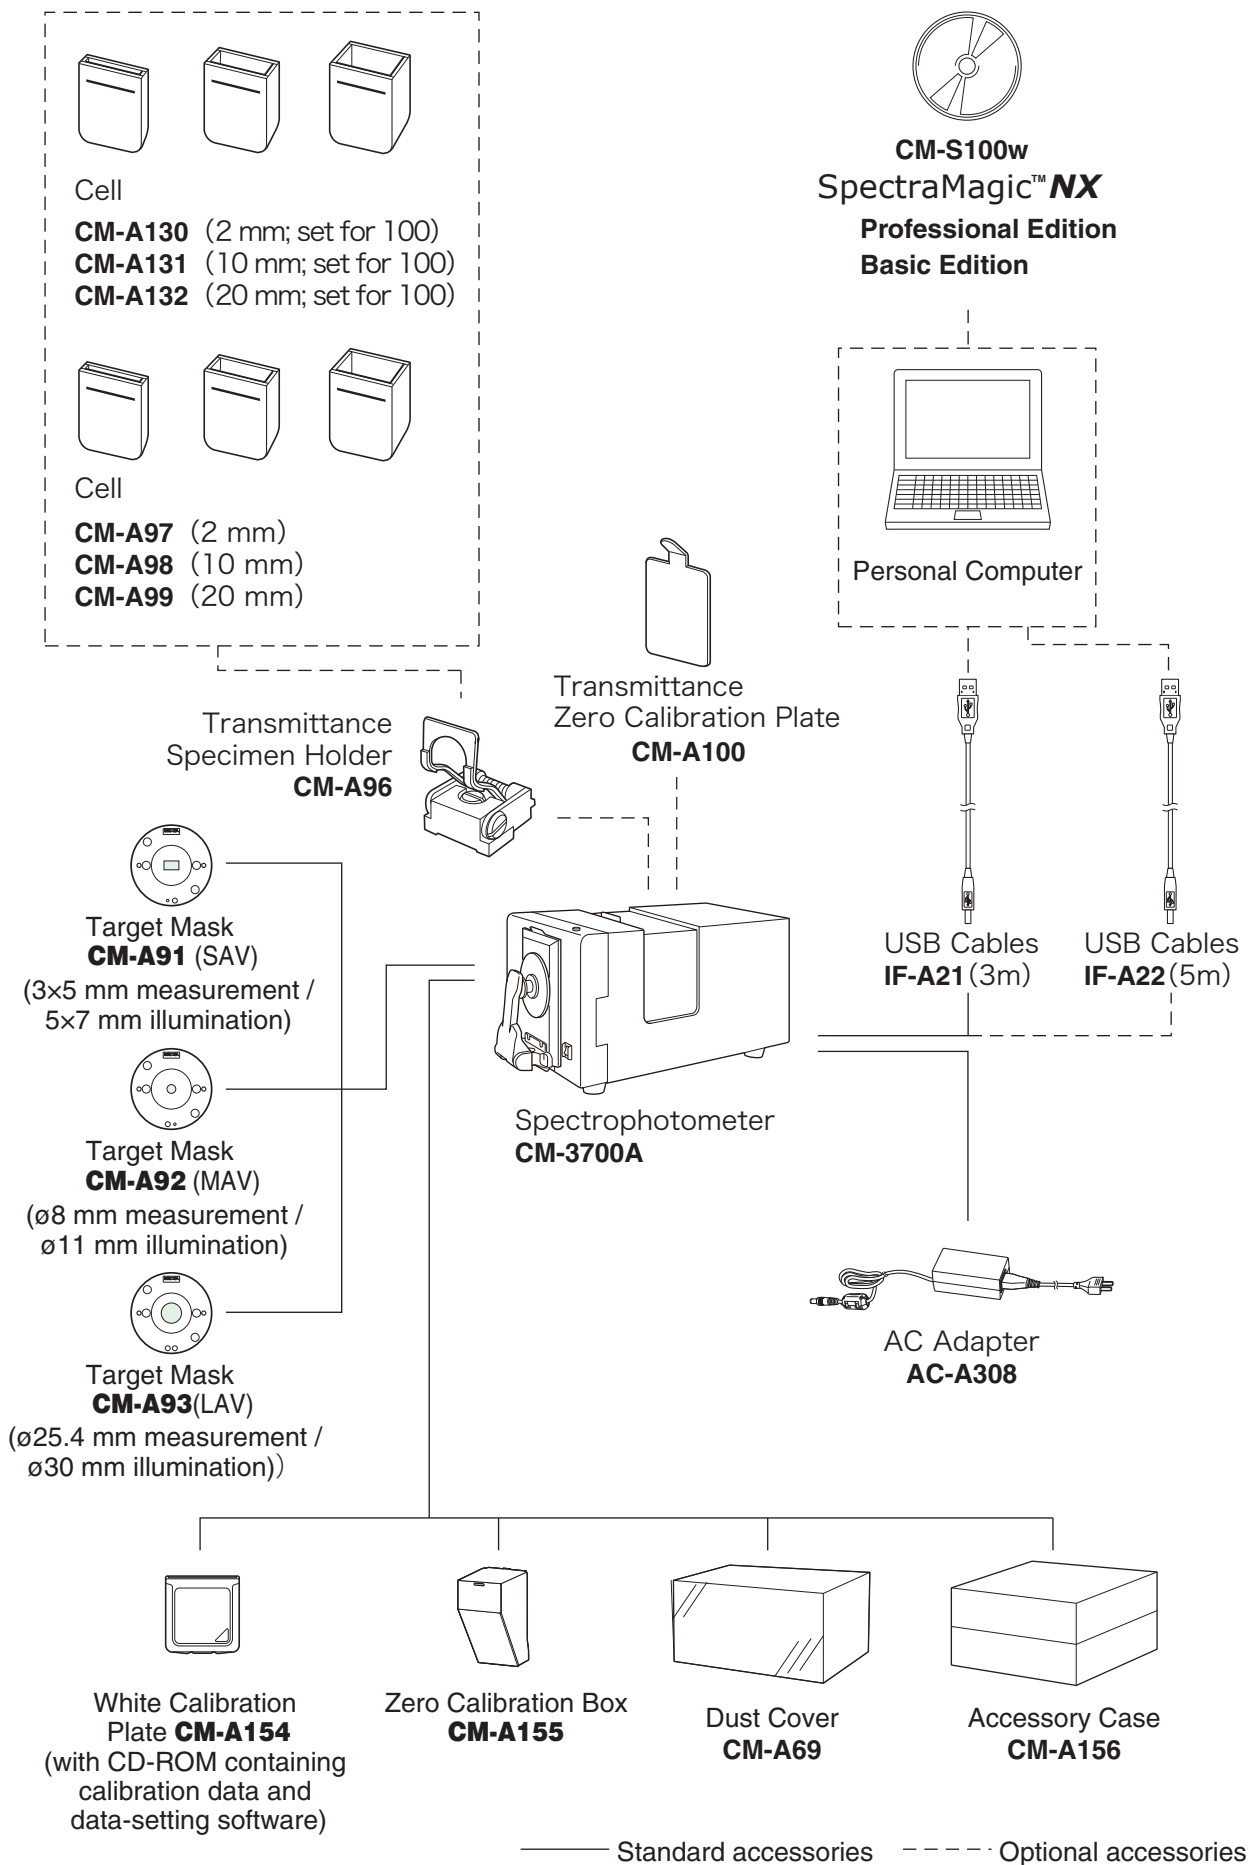 Cell
CM-A130 (2 mm; set for 100)
CM-A131 (10 mm; set for 100)
CM-A132 (20 mm; set for 100)
Cell
CM-A97 (2 mm)
CM-A98 (10 mm)
CM-A99 (20 mm)
CM-S100w
SpectraMagic™ NX
Professional Edition
Basic Edition
Personal Computer
Transmittance
Zero Calibration Plate
CM-A100
Transmittance
Specimen Holder
CM-A96
Target Mask
CM-A91 (SAV)
(3×5 mm measurement /
5×7 mm illumination)
USB Cables
IF-A21 (3m)
USB Cables
IF-A22 (5m)
Target Mask
CM-A92 (MAV)
(ø8 mm measurement /
ø11 mm illumination)
Spectrophotometer
CM-3700A
Target Mask
CM-A93(LAV)
(ø25.4 mm measurement /
ø30 mm illumination))
AC Adapter
AC-A308
White Calibration
Plate CM-A154
(with CD-ROM containing
calibration data and
data-setting software)
Zero Calibration Box
CM-A155
Dust Cover
CM-A69
Accessory Case
CM-A156
Standard accessories
Optional accessories